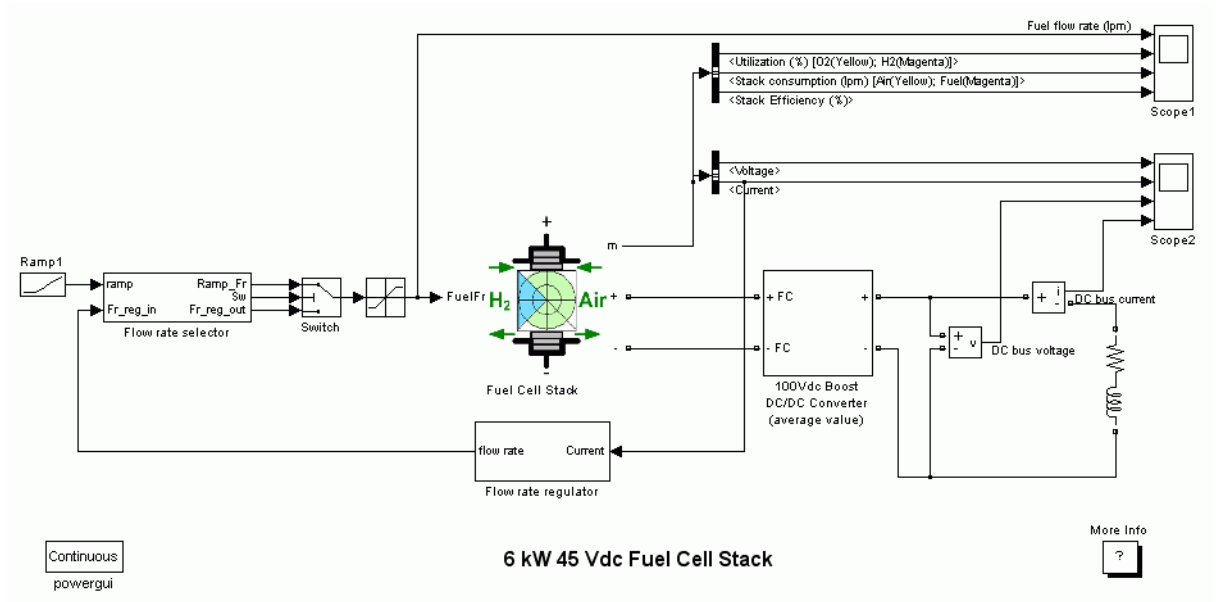 Fuel flow rate (lpm)
<Utilization (%) [O2(Yellow); H2(Magenta)]>
<Stack consumption (lpm) [Air(Yellow); Fuel(Magenta)]>
<Stack Efficiency (%)>
Scope1
<Voltage>
<Current>
Scope2
+
m
Ramp1
ramp
Ramp_Fr
Sw
Fr_reg_in
Fr_reg_out
Flow rate selector
Switch
FuelFr
H2
Air
+
-
-
Fuel Cell Stack
+ FC
+
- FC
-
100Vdc Boost
DC/DC Converter
(average value)
+
i
-
DC bus current
+
-
v
DC bus voltage
flow rate
Current
Flow rate regulator
Continuous
powergui
6 kW 45 Vdc Fuel Cell Stack
More Info
?